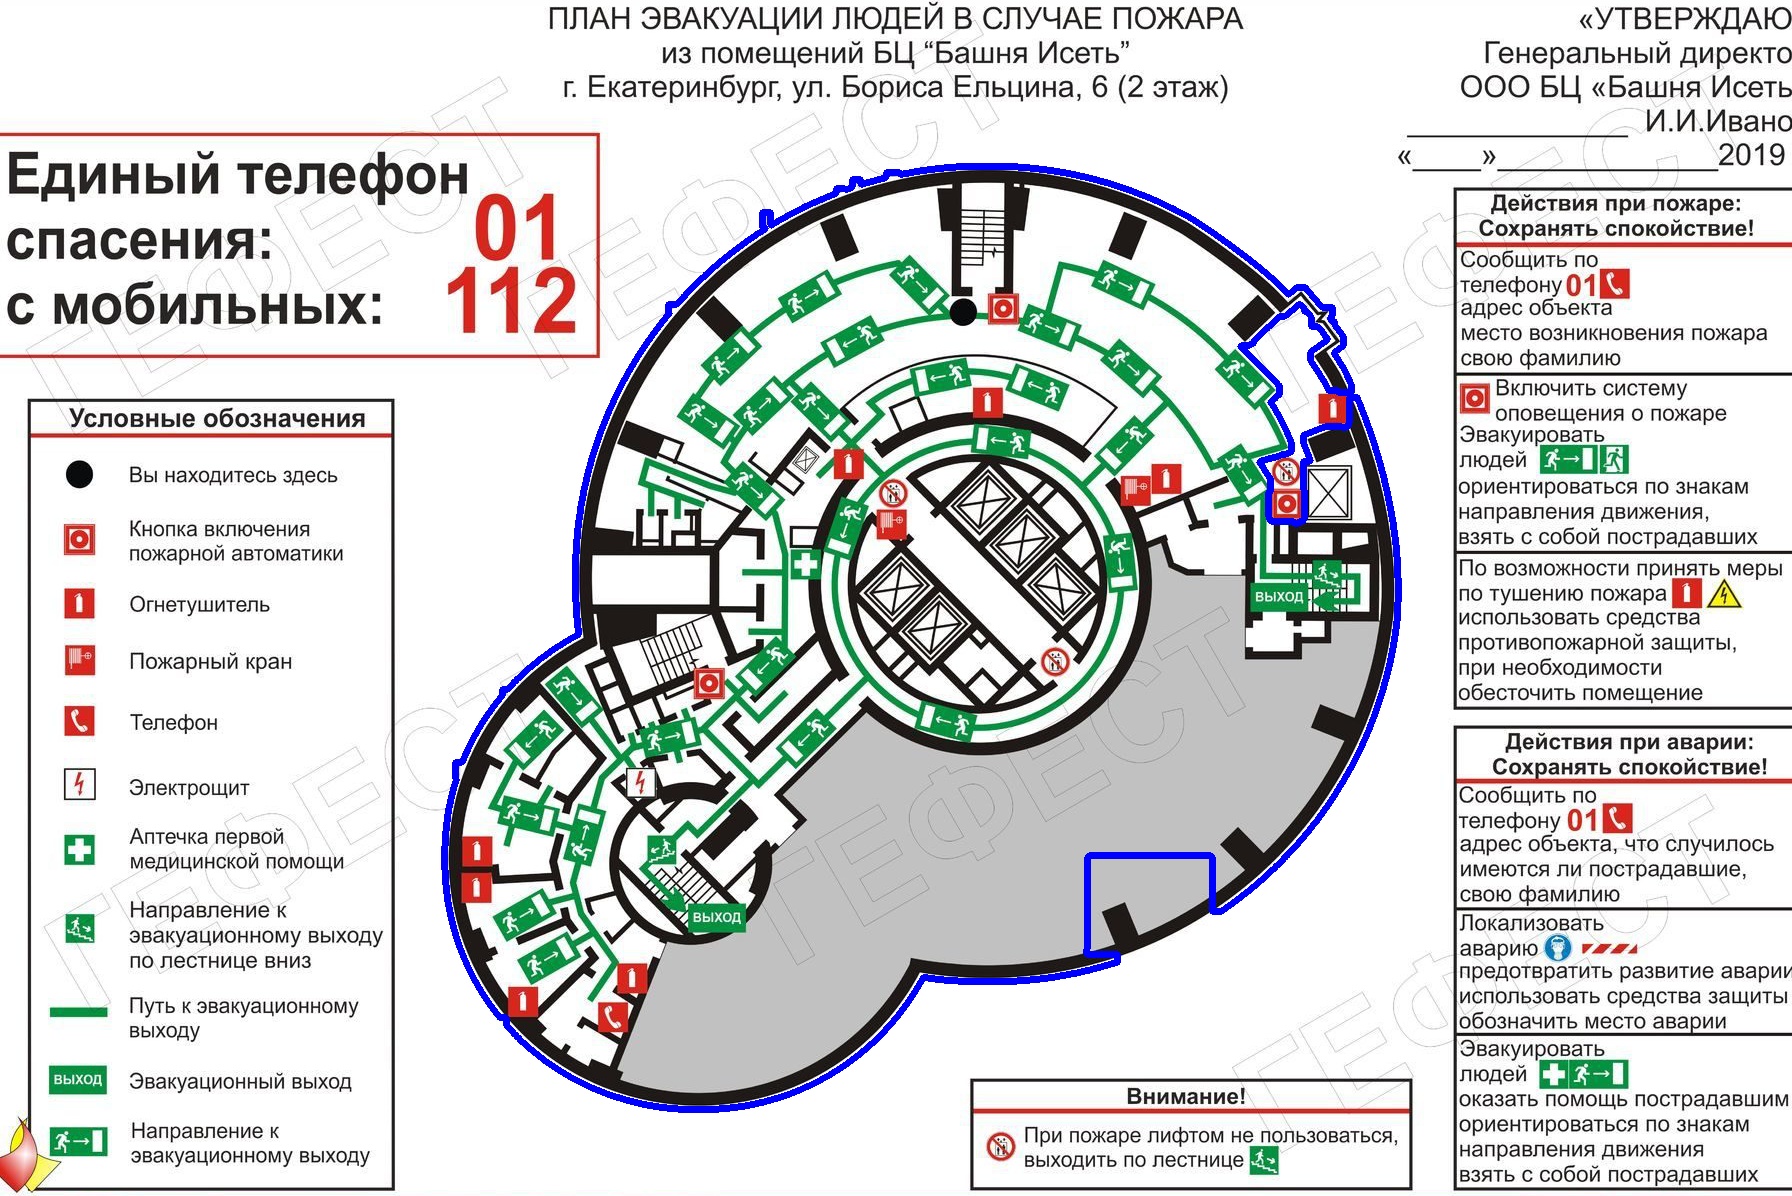 ПЛАН ЭВАКУАЦИИ ЛЮДЕЙ В СЛУЧАЕ ПОЖАРА
из помещений БЦ “Башня Исеть”
г. Екатеринбург, ул. Бориса Ельцина, 6 (2 этаж)
«УТВЕРЖДАЮ
Генеральный директо
ООО БЦ «Башня Исеть
И.И.Ивано
«____»______________2019
Единый телефон
спасения: 01
с мобильных: 112
Условные обозначения
Вы находитесь здесь
Кнопка включения
пожарной автоматики
Огнетушитель
Пожарный кран
Телефон
Электрощит
Аптечка первой
медицинской помощи
Направление к
эвакуационному выходу
по лестнице вниз
Путь к эвакуационному
выходу
ВЫХОД Эвакуационный выход
Направление к
эвакуационному выходу
ВЫХОД
ВЫХОД
Внимание!
При пожаре лифтом не пользоваться,
выходить по лестнице
Действия при пожаре:
Сохранять спокойствие!
Сообщить по
телефону 01
адрес объекта
место возникновения пожара
свою фамилию
Включить систему
оповещения о пожаре
Эвакуировать
людей
ориентироваться по знакам
направления движения,
взять с собой пострадавших
По возможности принять меры
по тушению пожара
использовать средства
противопожарной защиты,
при необходимости
обесточить помещение
Действия при аварии:
Сохранять спокойствие!
Сообщить по
телефону 01
адрес объекта, что случилось
имеются ли пострадавшие,
свою фамилию
Локализовать
аварию
предотвратить развитие аварии
использовать средства защиты
обозначить место аварии
Эвакуировать
людей
оказать помощь пострадавшим
ориентироваться по знакам
направления движения
взять с собой пострадавших
ГЕФЕСТ
ГЕФЕСТ
ГЕФЕСТ
ГЕФЕСТ
ГЕФЕСТ
ГЕФЕСТ